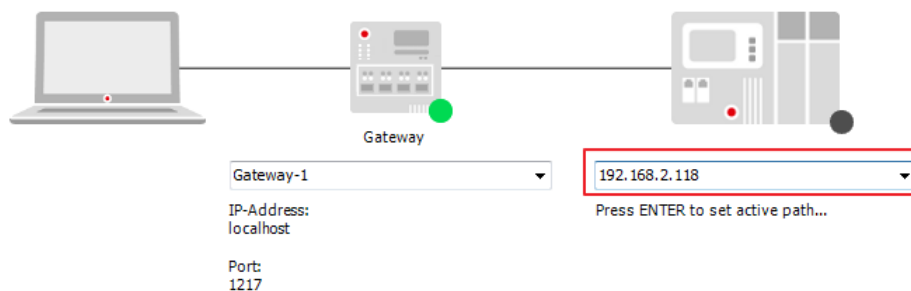 Gateway
Gateway-1
192.168.2.118
IP-Address:
localhost
Press ENTER to set active path...
Port:
1217